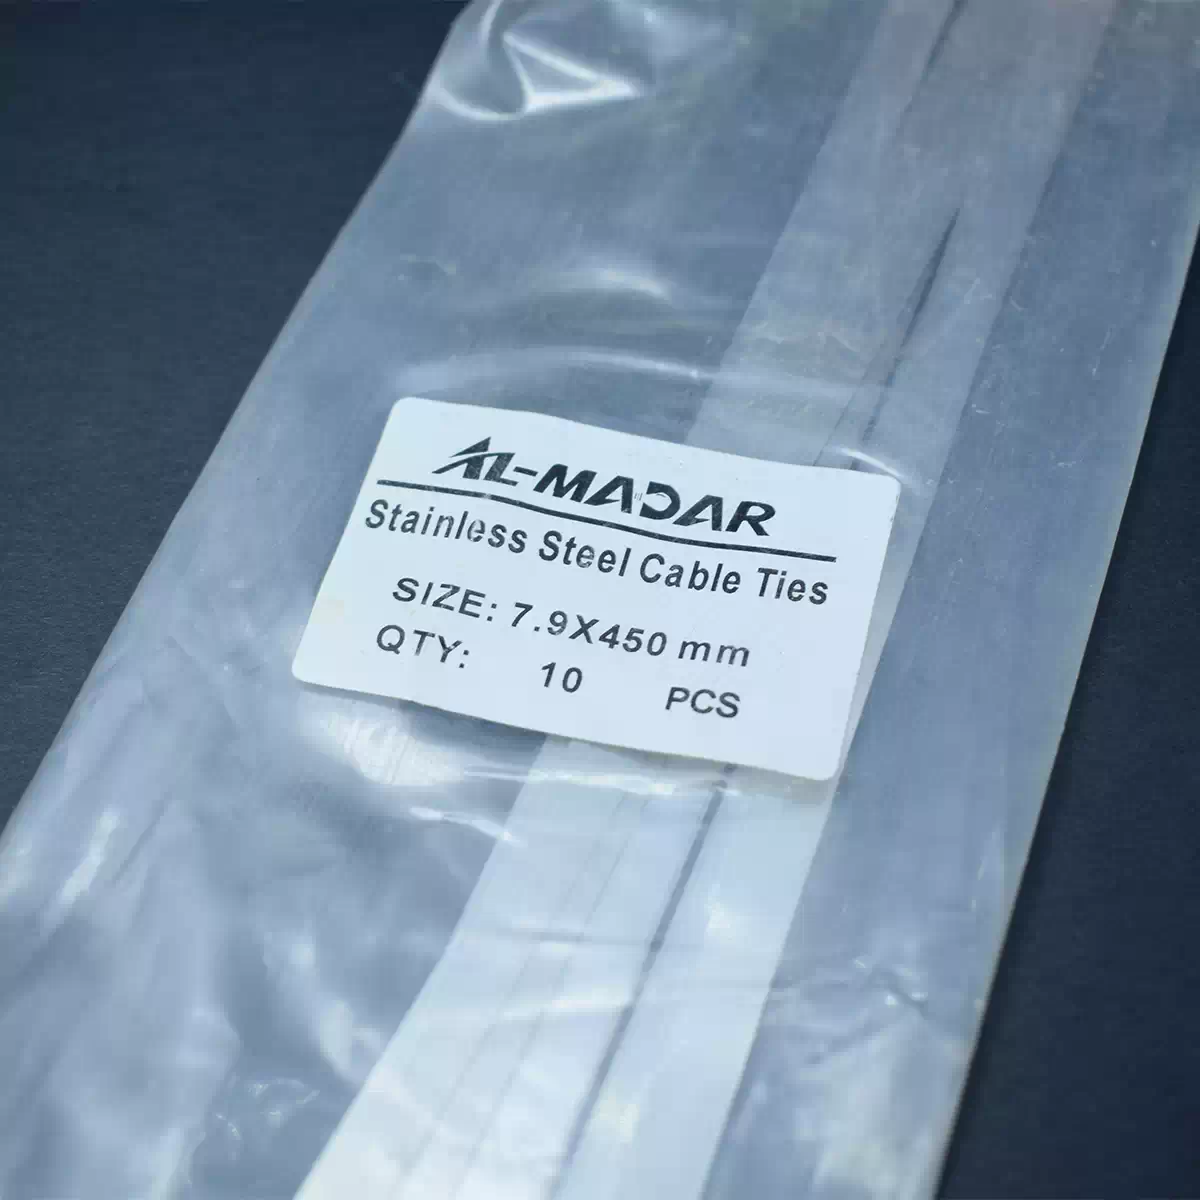 AL-MADAR
Stainless Steel Cable Ties
SIZE: 7.9X450 mm
QTY: 10 PCS